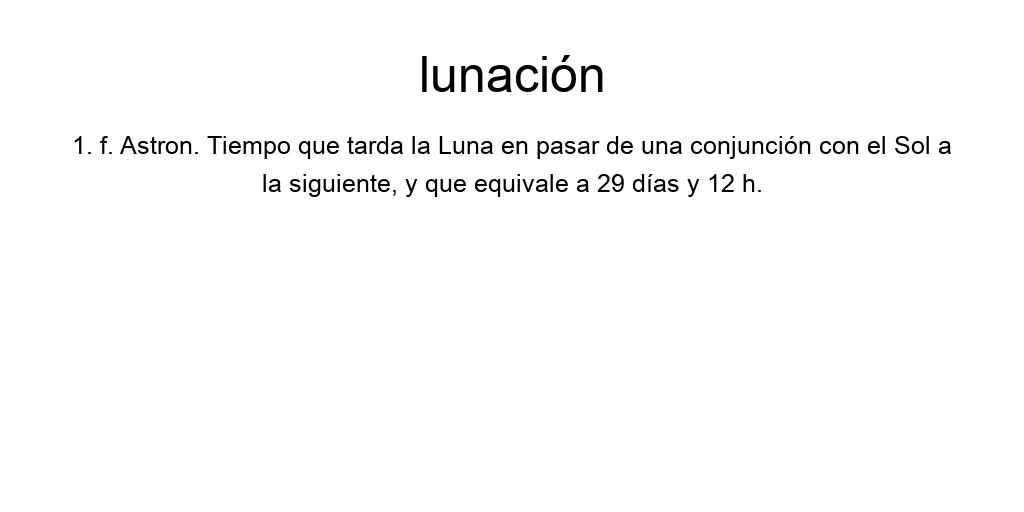 lunación
1. f. Astron. Tiempo que tarda la Luna en pasar de una conjunción con el Sol a
la siguiente, y que equivale a 29 días y 12 h.